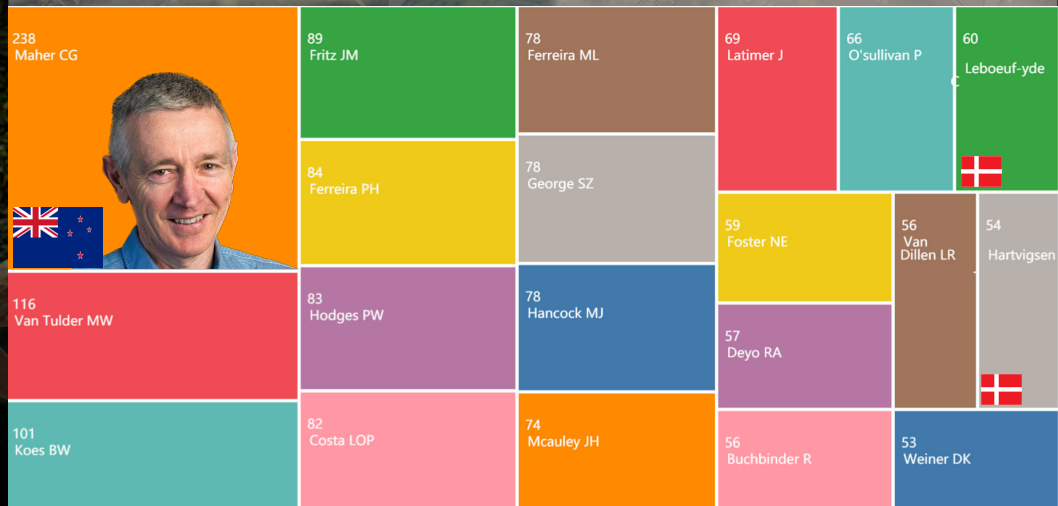 238
Maher CG
116
Van Tulder MW
101
Koes BW
89
Fritz JM
84
Ferreira PH
83
Hodges PW
82
Costa LOP
78
Ferreira ML
78
George SZ
78
Hancock MJ
74
Mcauley JH
69
Latimer J
66
O'sullivan P
60
Leboeuf-yde
C
59
Foster NE
57
Deyo RA
56
Buchbinder R
56
Van
Dillen LR
54
Hartvigsen
53
Weiner DK